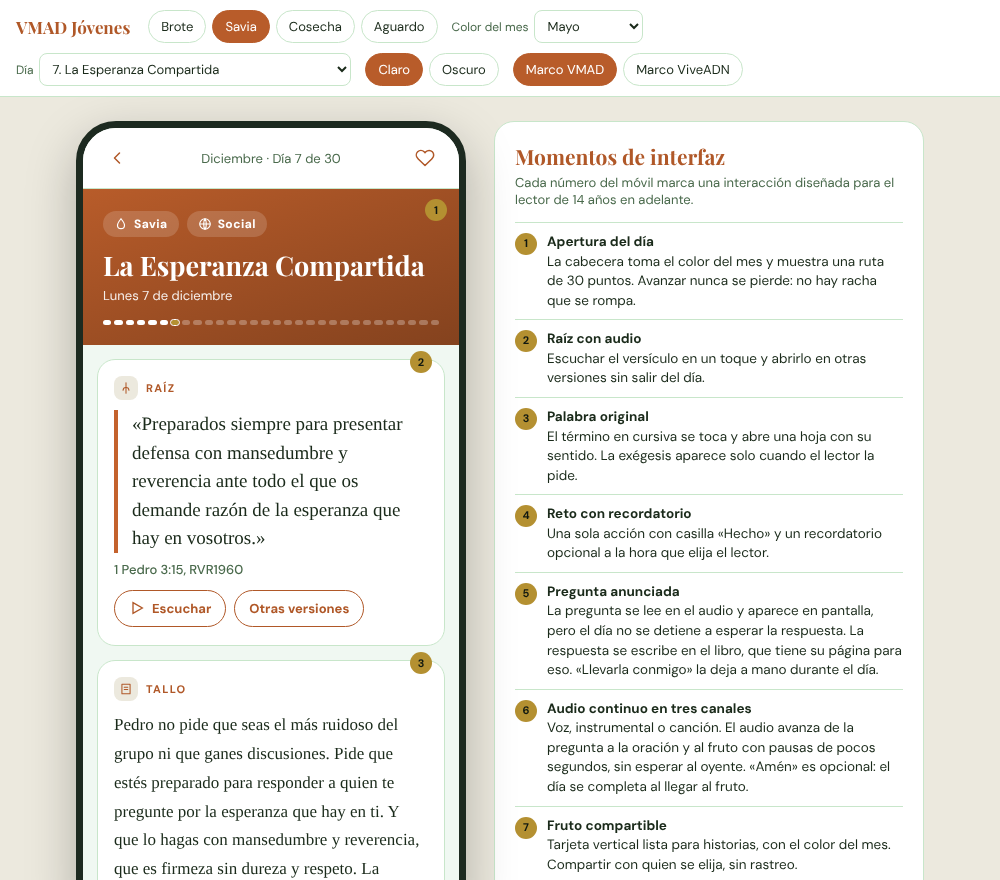 VMAD Jóvenes
Brote
Savia
Cosecha
Aguardo
Color del mes
Mayo
Día
7. La Esperanza Compartida
Claro
Oscuro
Marco VMAD
Marco ViveADN
Diciembre · Día 7 de 30
1
Savia
Social
La Esperanza Compartida
Lunes 7 de diciembre
2
RAÍZ
«Preparados siempre para presentar
defensa con mansedumbre y
reverencia ante todo el que os
demande razón de la esperanza que
hay en vosotros.»
1 Pedro 3:15, RVR1960
Escuchar
Otras versiones
3
TALLO
Pedro no pide que seas el más ruidoso del
grupo ni que ganes discusiones. Pide que
estés preparado para responder a quien te
pregunte por la esperanza que hay en ti. Y
que lo hagas con mansedumbre y reverencia,
que es firmeza sin dureza y respeto. La
Momentos de interfaz
Cada número del móvil marca una interacción diseñada para el
lector de 14 años en adelante.
1
Apertura del día
La cabecera toma el color del mes y muestra una ruta
de 30 puntos. Avanzar nunca se pierde: no hay racha
que se rompa.
2
Raíz con audio
Escuchar el versículo en un toque y abrirlo en otras
versiones sin salir del día.
3
Palabra original
El término en cursiva se toca y abre una hoja con su
sentido. La exégesis aparece solo cuando el lector la
pide.
4
Reto con recordatorio
Una sola acción con casilla «Hecho» y un recordatorio
opcional a la hora que elija el lector.
5
Pregunta anunciada
La pregunta se lee en el audio y aparece en pantalla,
pero el día no se detiene a esperar la respuesta. La
respuesta se escribe en el libro, que tiene su página para
eso. «Llevarla conmigo» la deja a mano durante el día.
6
Audio continuo en tres canales
Voz, instrumental o canción. El audio avanza de la
pregunta a la oración y al fruto con pausas de pocos
segundos, sin esperar al oyente. «Amén» es opcional: el
día se completa al llegar al fruto.
7
Fruto compartible
Tarjeta vertical lista para historias, con el color del mes.
Compartir con quien se elija, sin rastreo.